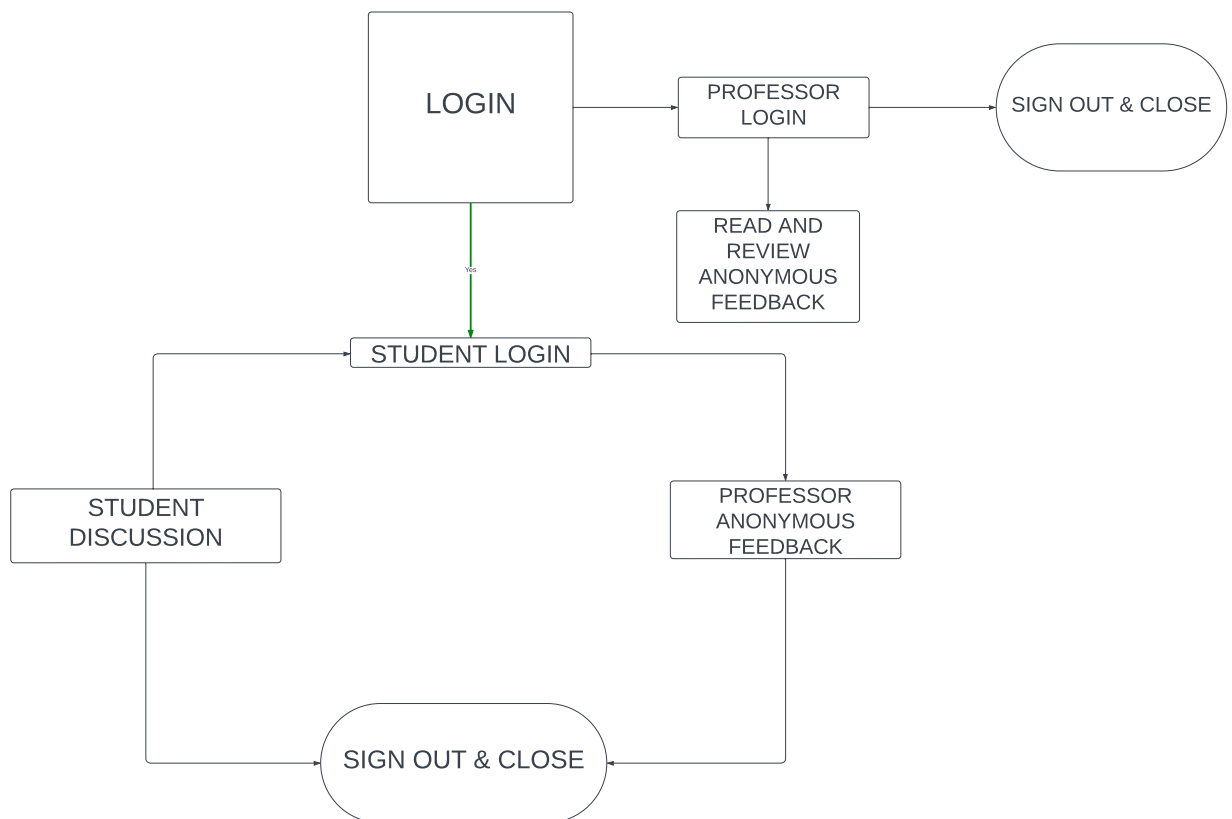 LOGIN
PROFESSOR
LOGIN
SIGN OUT & CLOSE
READ AND
REVIEW
ANONYMOUS
FEEDBACK
Yes
STUDENT LOGIN
STUDENT
DISCUSSION
PROFESSOR
ANONYMOUS
FEEDBACK
SIGN OUT & CLOSE